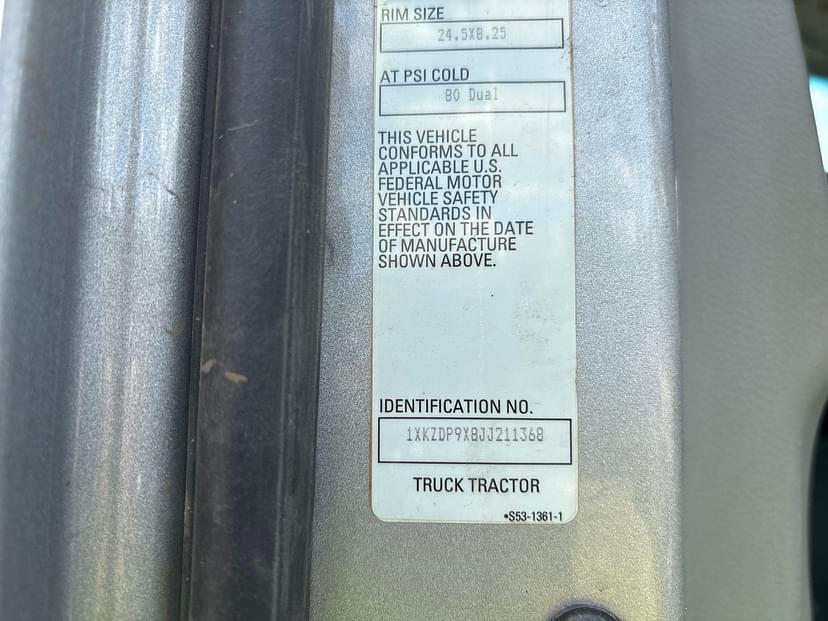 RIM SIZE
24.5X8.25
AT PSI COLD
80 Dual
THIS VEHICLE
CONFORMS TO ALL
APPLICABLE U.S.
FEDERAL MOTOR
VEHICLE SAFETY
STANDARDS IN
EFFECT ON THE DATE
OF MANUFACTURE
SHOWN ABOVE.
IDENTIFICATION NO.
1XKZDP9X8JJ211368
TRUCK TRACTOR
•S53-1361-1